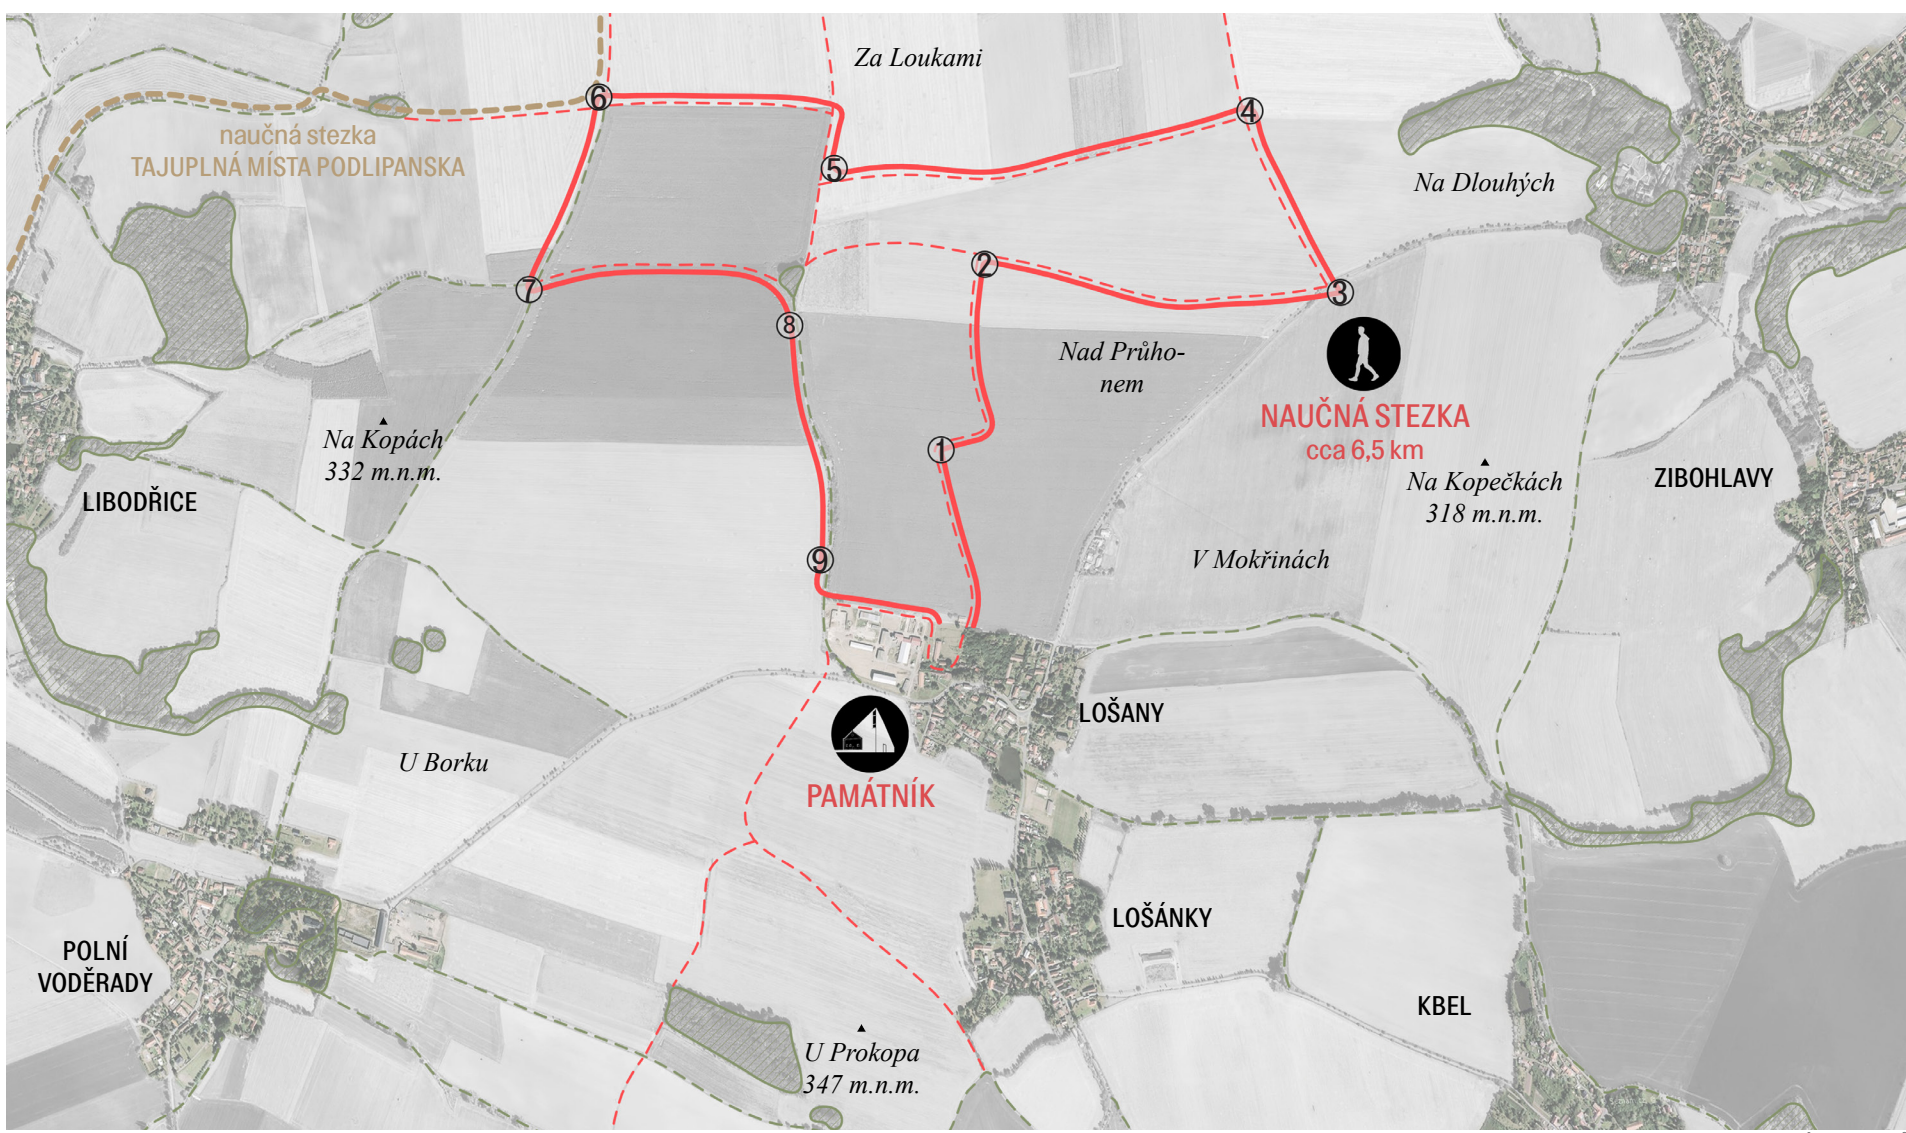 Za Loukami
6
4
naučná stezka
TAJUPLNÁ MÍSTA PODLIPANSKA
5
Na Dlouhých
2
7
3
8
Nad Průho-
nem
NAUČNÁ STEZKA
cca 6,5 km
Na Kopách
332 m.n.m.
1
Na Kopečkách
318 m.n.m.
ZIBOHLAVY
LIBODŘICE
9
V Mokřinách
LOŠANY
U Borku
PAMÁTNÍK
LOŠÁNKY
POLNÍ
VODĚRADY
KBEL
U Prokopa
347 m.n.m.